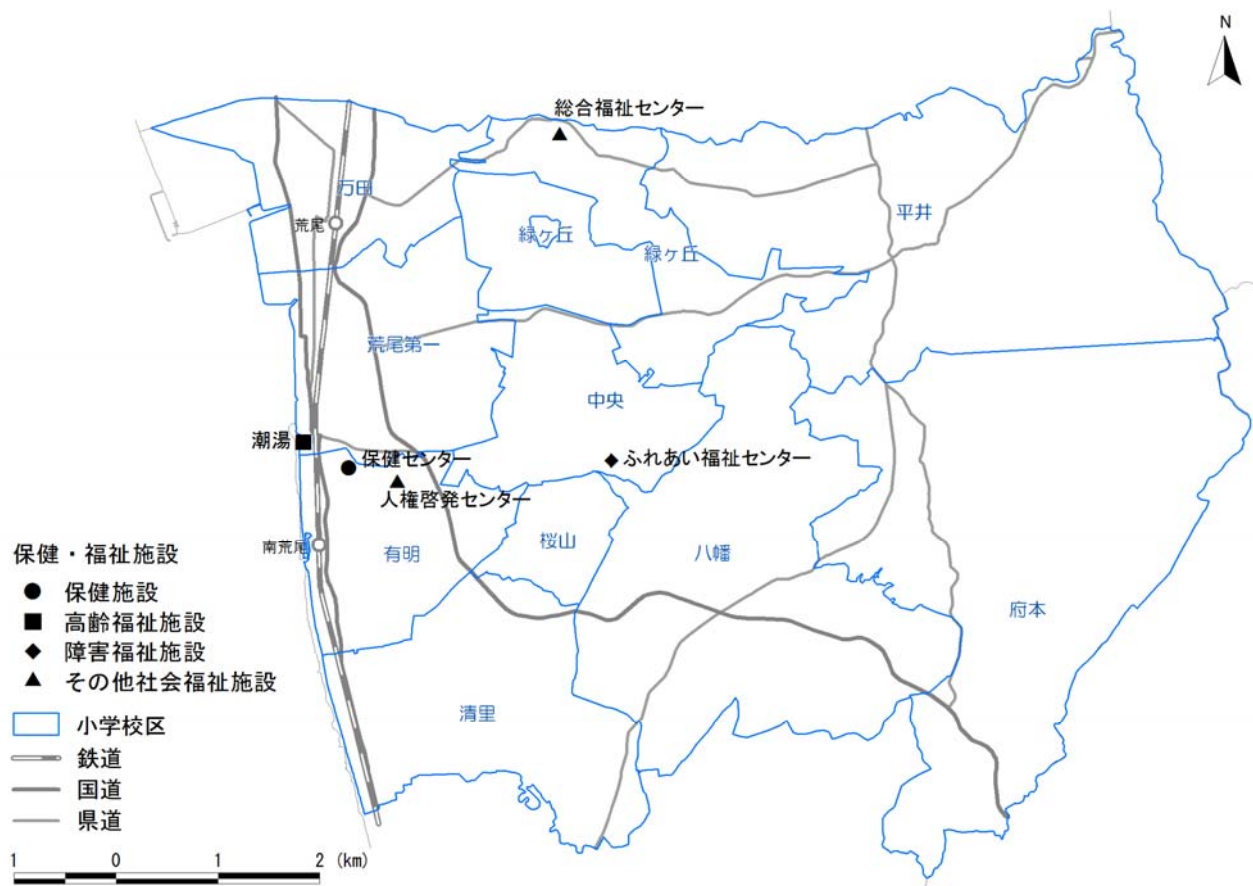 N
総合福祉センター
万田
荒尾
緑ヶ丘
緑ヶ丘
平井
荒尾第一
中央
潮湯
保健センター
ふれあい福祉センター
人権啓発センター
南荒尾
有明
桜山
八幡
府本
清里
保健・福祉施設
保健施設
高齢福祉施設
障害福祉施設
その他社会福祉施設
小学校区
鉄道
国道
県道
1 0 1 2 (km)